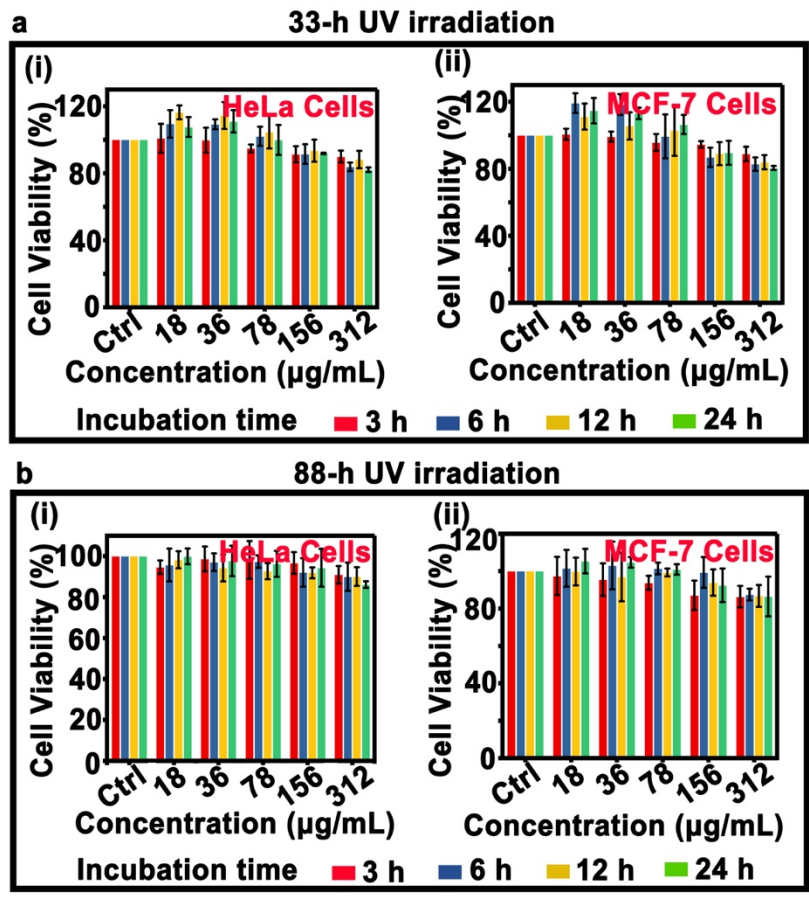 a
33-h UV irradiation
(i)
HeLa Cells
Cell Viability (%)
120
80
40
0
Ctrl 18 36 78 156 312
Concentration (µg/mL)
(ii)
MCF-7 Cells
Cell Viability (%)
120
80
40
0
Ctrl 18 36 78 156 312
Concentration (µg/mL)
Incubation time 3 h 6 h 12 h 24 h
b
88-h UV irradiation
(i)
HeLa Cells
Cell Viability (%)
100
80
60
40
20
0
Ctrl 18 36 78 156 312
Concentration (µg/mL)
(ii)
MCF-7 Cells
Cell Viability (%)
120
80
40
0
Ctrl 18 36 78 156 312
Concentration (µg/mL)
Incubation time 3 h 6 h 12 h 24 h